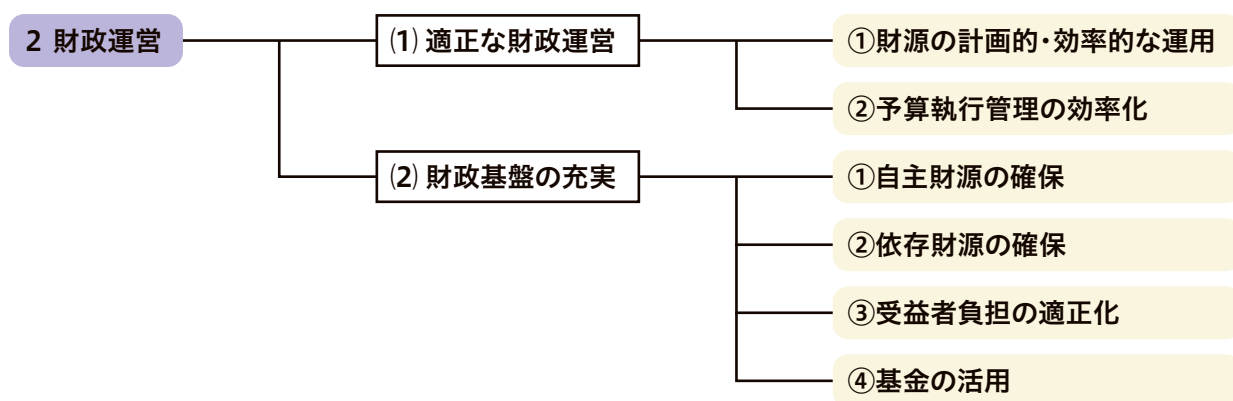 2 財政運営
(1) 適正な財政運営
①財源の計画的･効率的な運用
②予算執行管理の効率化
(2) 財政基盤の充実
①自主財源の確保
②依存財源の確保
③受益者負担の適正化
④基金の活用